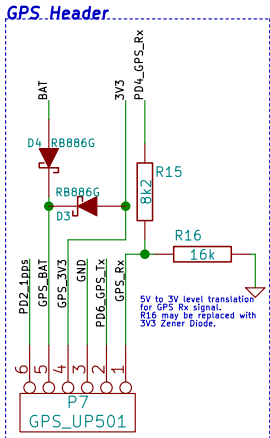 GPS Header
BAT
3V3
PD4_GPS_Rx
D4
RB886G
RB886G
D3
R15
8k2
R16
16k
PD2_1pps
GPS_BAT
GPS_3V3
GND
PD6_GPS_Tx
GPS_Rx
5V to 3V level translation
for GPS Rx signal.
R16 may be replaced with
3V3 Zener Diode.
6
5
4
3
2
1
P7
GPS_UP501